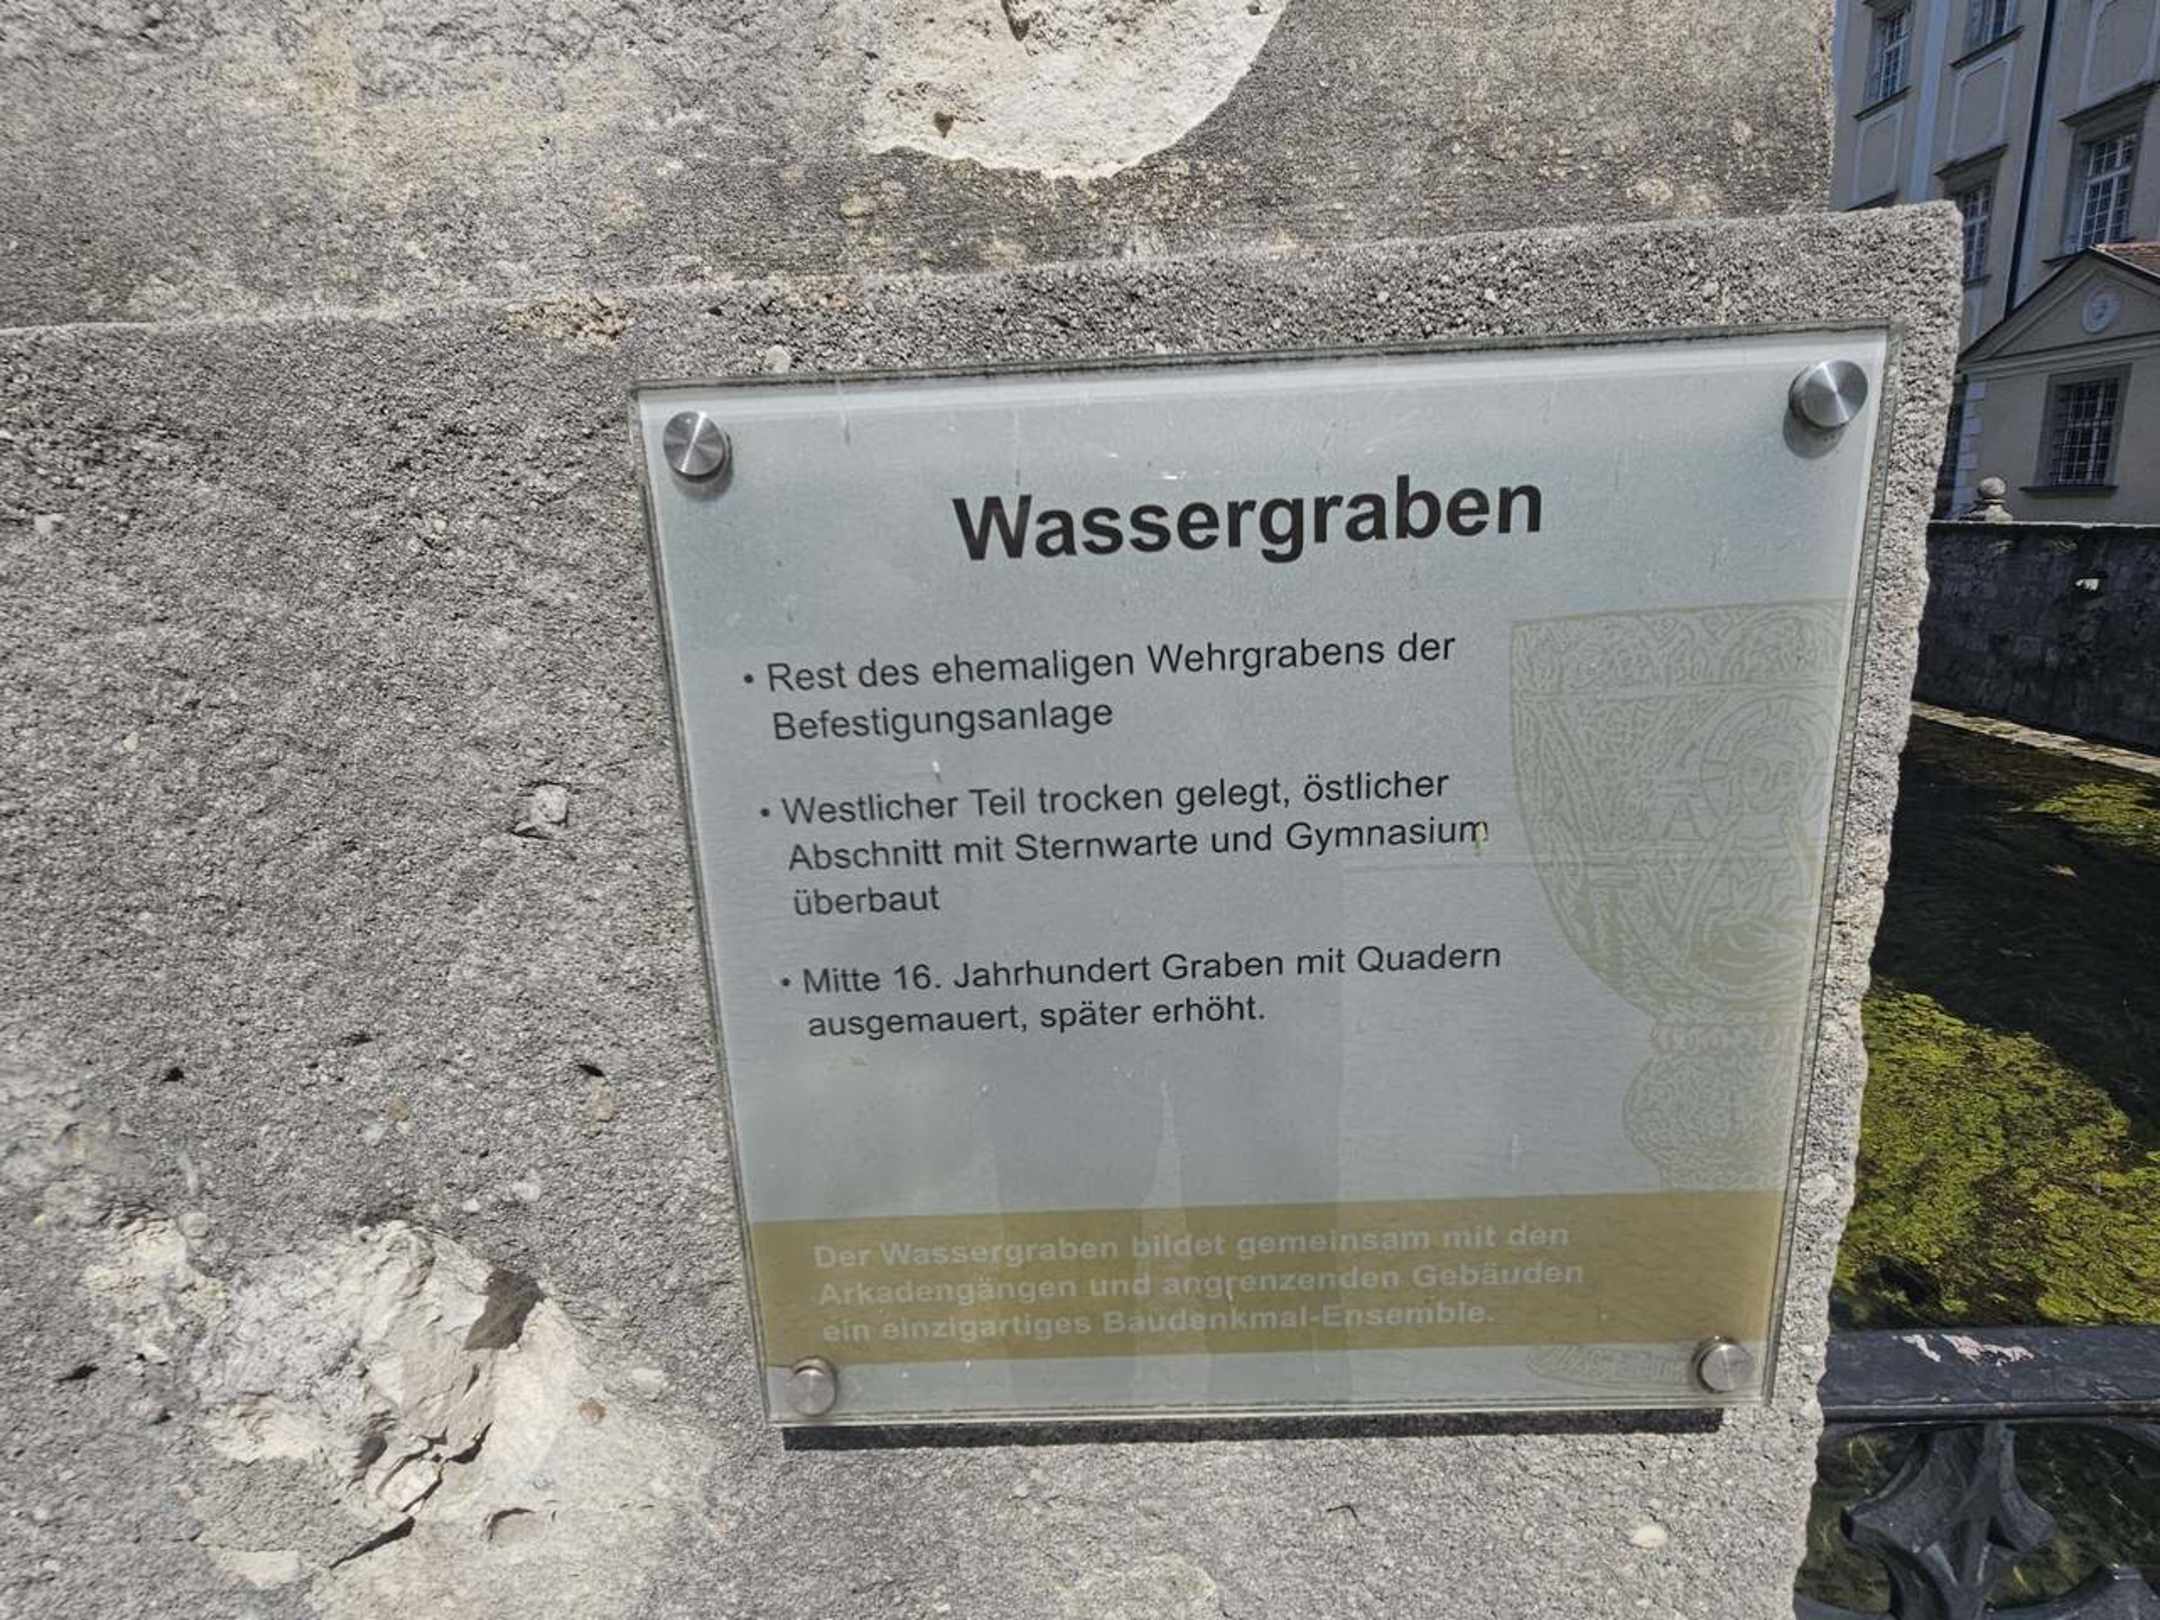 Wassergraben
• Rest des ehemaligen Wehrgrabens der
Befestigungsanlage
• Westlicher Teil trocken gelegt, östlicher
Abschnitt mit Sternwarte und Gymnasium
überbaut
• Mitte 16. Jahrhundert Graben mit Quadern
ausgemauert, später erhöht.
Der Wassergraben bildet gemeinsam mit den
Arkadengängen und angrenzenden Gebäuden
ein einzigartiges Baudenkmal-Ensemble.